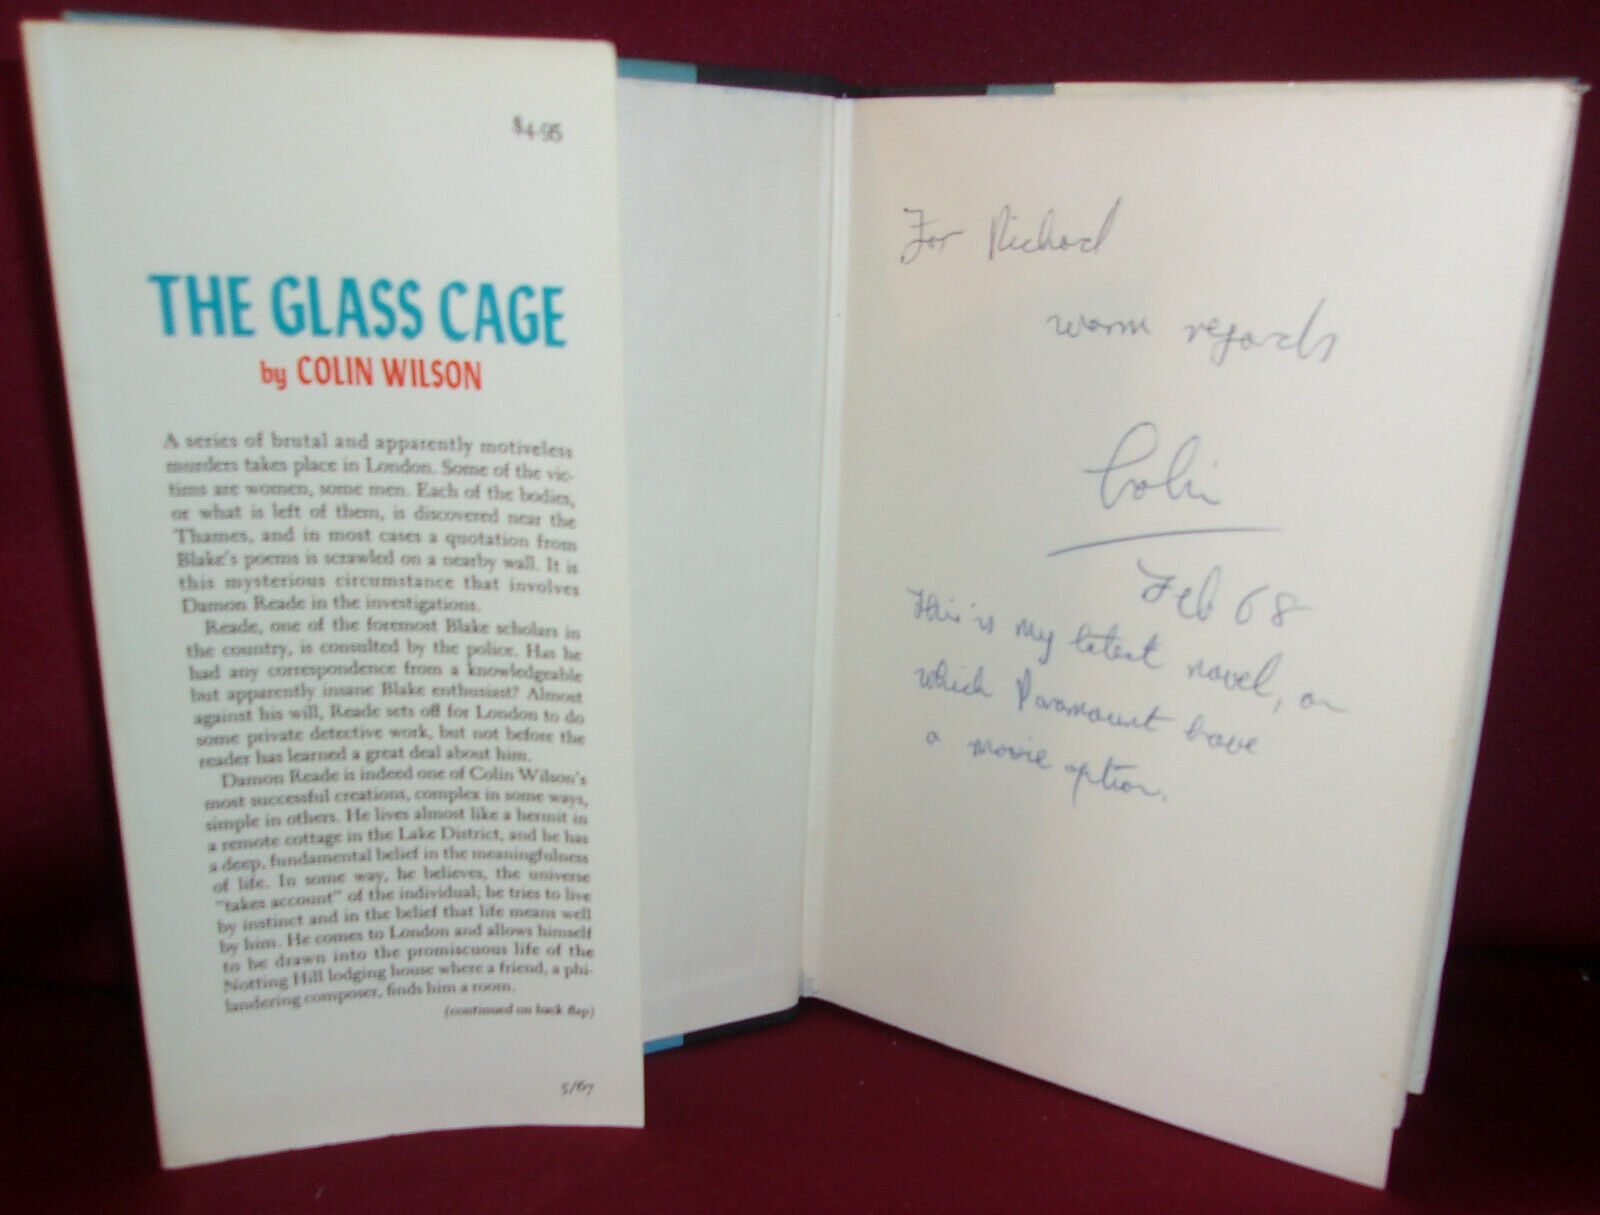 $4.95
THE GLASS CAGE
by COLIN WILSON
A series of brutal and apparently motiveless
murders takes place in London. Some of the vic-
tims are women, some men. Each of the bodies,
or what is left of them, is discovered near the
Thames, and in most cases a quotation from
Blake's poems is scrawled on a nearby wall. It is
this mysterious circumstance that involves
Damon Reade in the investigations.
Reade, one of the foremost Blake scholars in
the country, is consulted by the police. Has he
had any correspondence from a knowledgeable
but apparently insane Blake enthusiast? Almost
against his will, Reade sets off for London to do
some private detective work, but not before the
reader has learned a great deal about him.
Damon Reade is indeed one of Colin Wilson's
most successful creations, complex in some ways,
simple in others. He lives almost like a hermit in
a remote cottage in the Lake District, and he has
a deep, fundamental belief in the meaningfulness
of life. In some way, he believes, the universe
"takes account" of the individual; he tries to live
by instinct and in the belief that life means well
by him. He comes to London and allows himself
to be drawn into the promiscuous life of the
Notting Hill lodging house where a friend, a phi-
landering composer, finds him a room.
(continued on back flap)
5/67
For Richard
warm regards
Colin
Feb 68
This is my latest novel, on
which Paramount have
a movie option.